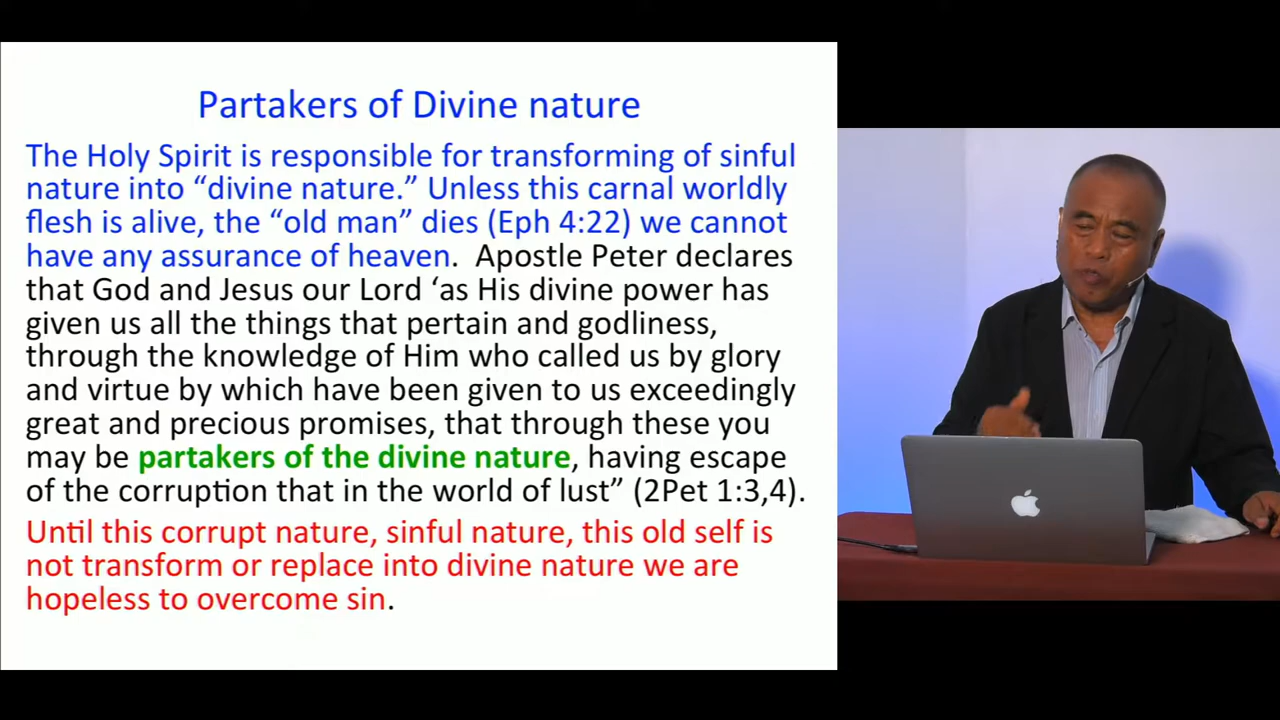 Partakers of Divine nature
The Holy Spirit is responsible for transforming of sinful
nature into “divine nature.” Unless this carnal worldly
flesh is alive, the “old man” dies (Eph 4:22) we cannot
have any assurance of heaven. Apostle Peter declares
that God and Jesus our Lord ‘as His divine power has
given us all the things that pertain and godliness,
through the knowledge of Him who called us by glory
and virtue by which have been given to us exceedingly
great and precious promises, that through these you
may be partakers of the divine nature, having escape
of the corruption that in the world of lust” (2Pet 1:3,4).
Until this corrupt nature, sinful nature, this old self is
not transform or replace into divine nature we are
hopeless to overcome sin.